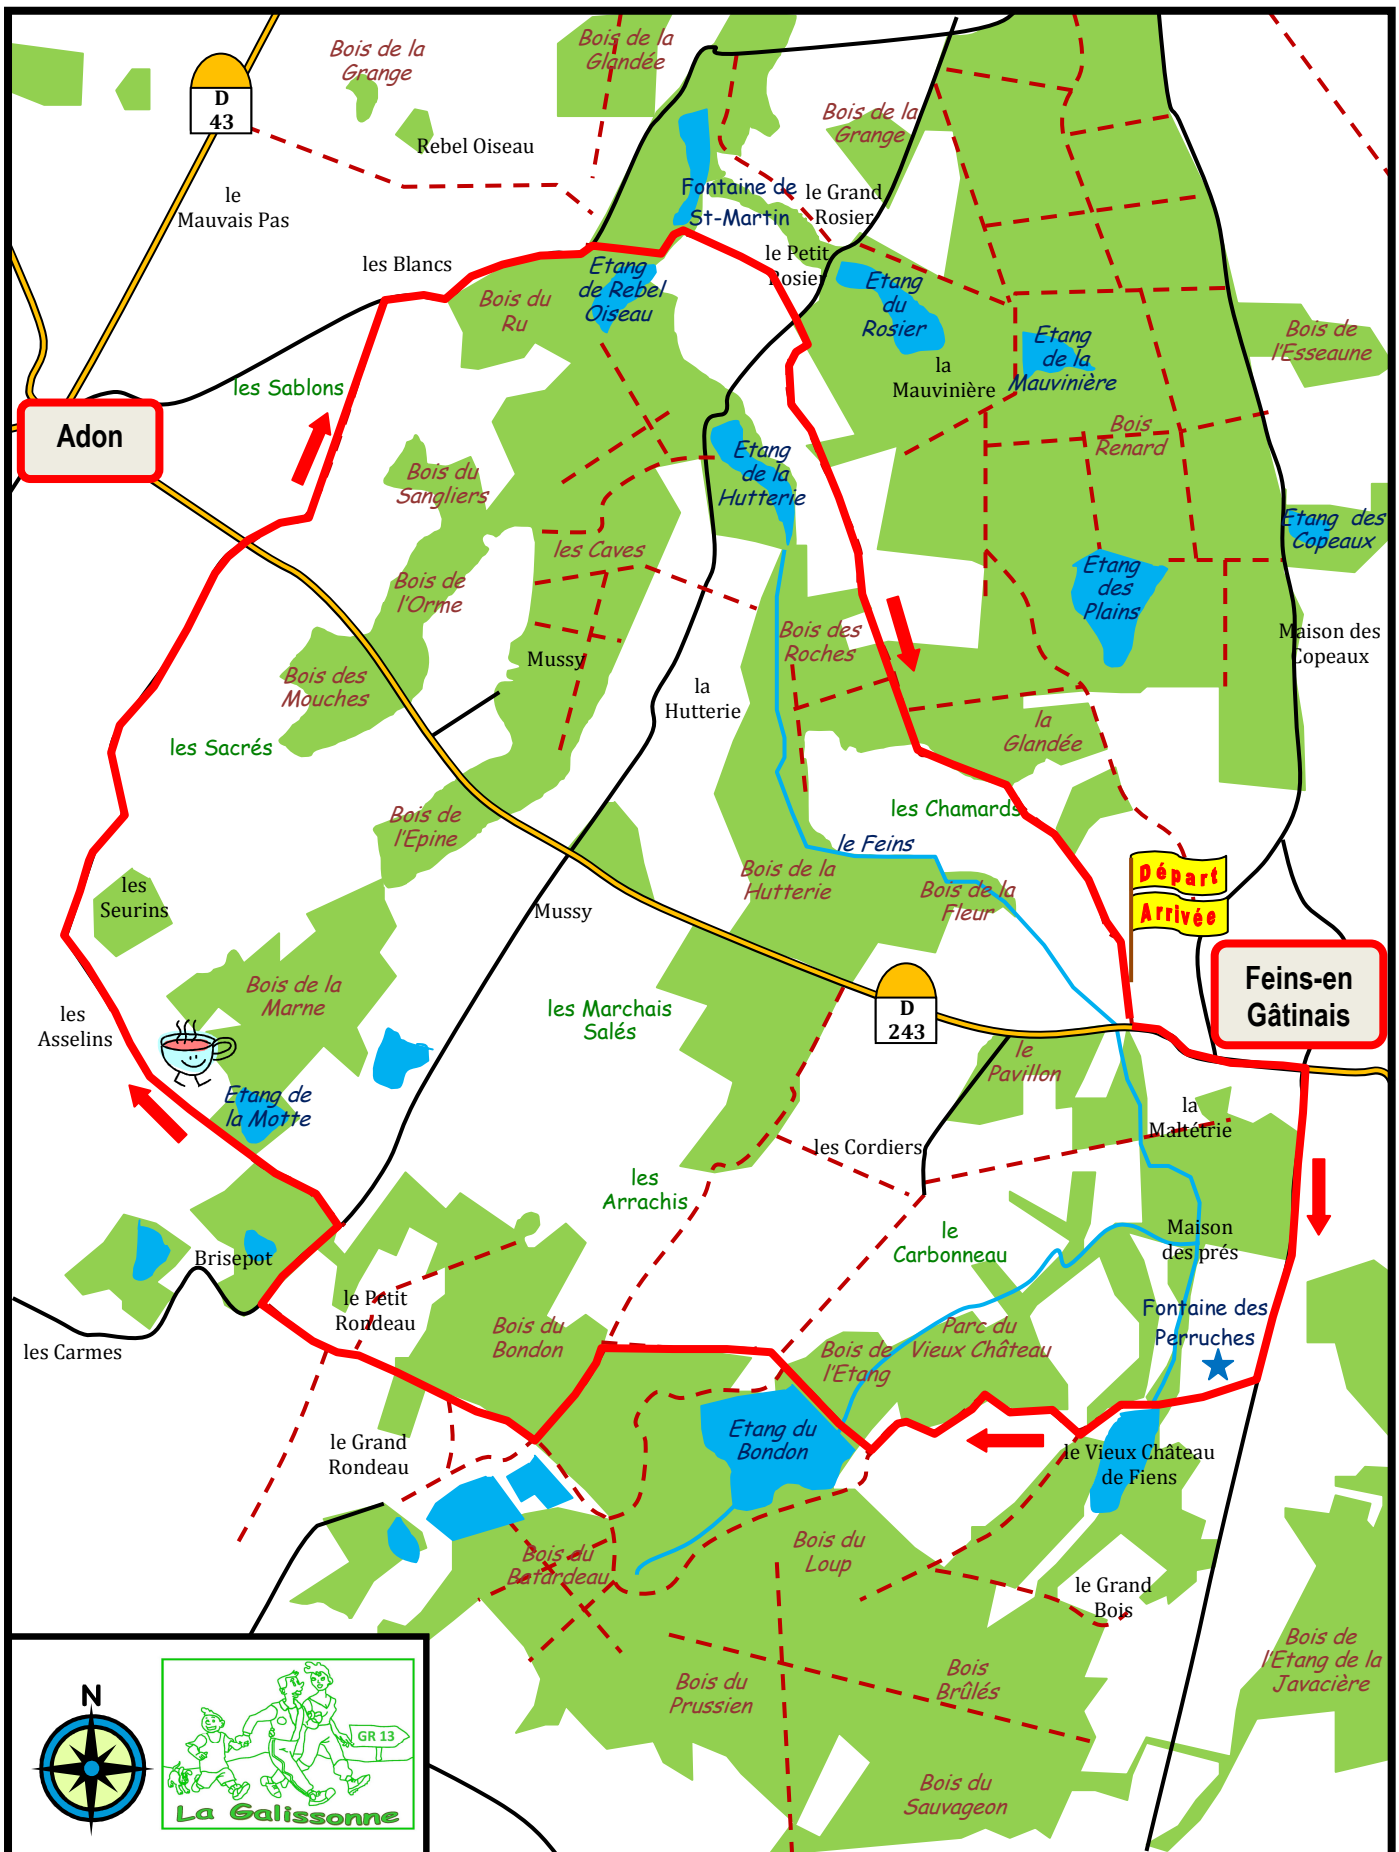 Bois de la
Grange
Bois de la
Glandée
D
43
Rebel Oiseau
Bois de la
Grange
le
Mauvais Pas
Fontaine de
St-Martin
le Grand
Rosier
le Petit
Rosier
les Blancs
Etang
de Rebel
Oiseau
Bois du
Ru
Etang
du
Rosier
la
Mauvinière
Etang
de la
Mauvinière
Bois de
l'Esseaune
les Sablons
Adon
Bois
Renard
Bois du
Sangliers
Etang
de la
Hutterie
Etang des
Copeaux
les Caves
Bois de
l'Orme
Etang
des
Plains
Bois des
Roches
Maison des
Copeaux
Mussy
Bois des
Mouches
la
Hutterie
la
Glandée
les Sacrés
les Chamards
Bois de
l'Epine
le Feins
Bois de la
Hutterie
Bois de la
Fleur
Départ
Arrivée
les
Seurins
Mussy
Feins-en
Gâtinais
Bois de la
Marne
les
Asselins
les Marchais
Salés
D
243
le
Pavillon
Etang de
la Motte
la
Maltétrie
les Cordiers
les
Arrachis
le
Carbonneau
Maison
des prés
Brisepot
Fontaine des
Perruches
le Petit
Rondeau
les Carmes
Bois du
Bondon
Bois de
l'Etang
Parc du
Vieux Château
Etang du
Bondon
le Grand
Rondeau
le Vieux Château
de Fiens
Bois du
Batardeau
Bois du
Loup
le Grand
Bois
Bois de
l'Etang de la
Javacière
Bois du
Prussien
Bois
Brûlés
Bois du
Sauvageon
N
GR 13
La Galissonne